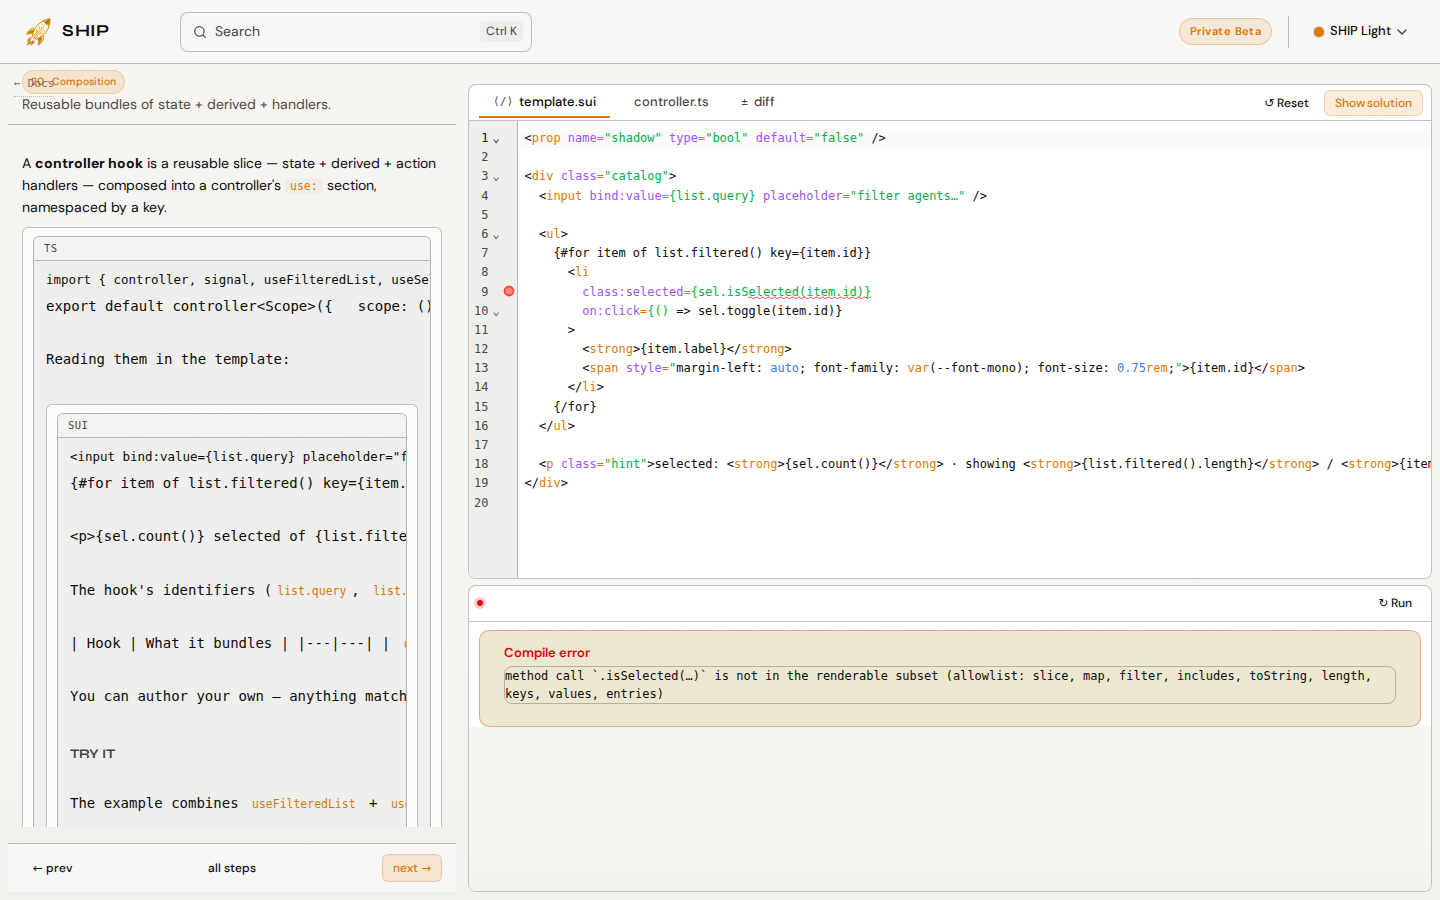 SHIP
Search
Ctrl K
Private Beta
SHIP Light
← Docs
Composition
Reusable bundles of state + derived + handlers.
A controller hook is a reusable slice — state + derived + action
handlers — composed into a controller's use: section,
namespaced by a key.
TS
import { controller, signal, useFilteredList, useSe
export default controller<Scope>({   scope: ()
Reading them in the template:
SUI
<input bind:value={list.query} placeholder="f
{#for item of list.filtered() key={item.
<p>{sel.count()} selected of {list.filte
The hook's identifiers ( list.query , list.
| Hook | What it bundles | |---|---| |
You can author your own — anything match
TRY IT
The example combines useFilteredList + use
← prev
all steps
next →
template.sui
controller.ts
± diff
↺ Reset
Show solution
1 <prop name="shadow" type="bool" default="false" />
2
3 <div class="catalog">
4   <input bind:value={list.query} placeholder="filter agents…" />
5
6   <ul>
7     {#for item of list.filtered() key={item.id}}
8       <li
9         class:selected={sel.isSelected(item.id)}
10         on:click={() => sel.toggle(item.id)}
11       >
12         <strong>{item.label}</strong>
13         <span style="margin-left: auto; font-family: var(--font-mono); font-size: 0.75rem;">{item.id}</span>
14       </li>
15     {/for}
16   </ul>
17
18   <p class="hint">selected: <strong>{sel.count()}</strong> · showing <strong>{list.filtered().length}</strong> / <strong>{item
19 </div>
20
↻ Run
Compile error
method call `.isSelected(…)` is not in the renderable subset (allowlist: slice, map, filter, includes, toString, length,
keys, values, entries)